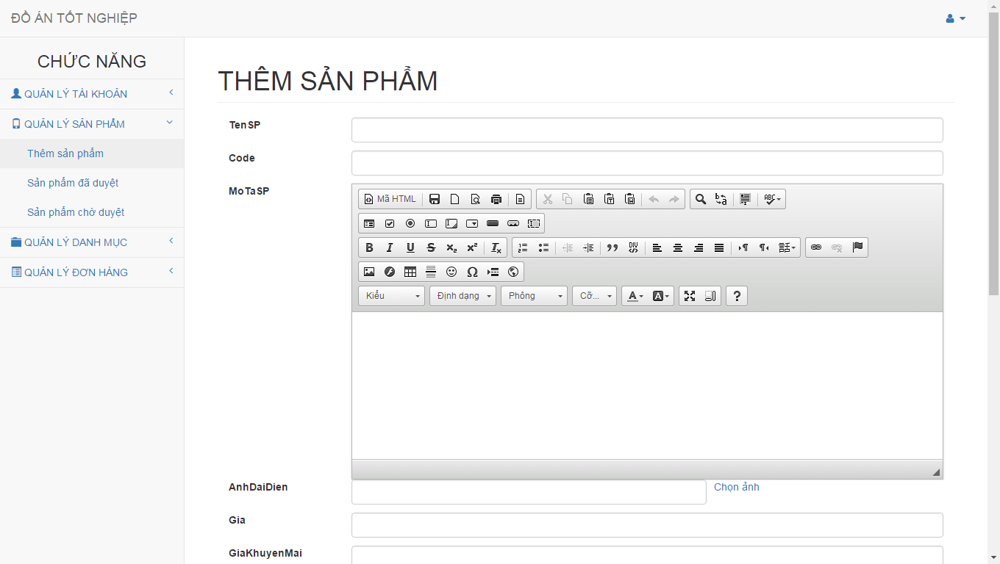 ĐỒ ÁN TỐT NGHIỆP
CHỨC NĂNG
QUẢN LÝ TÀI KHOẢN
QUẢN LÝ SẢN PHẨM
Thêm sản phẩm
Sản phẩm đã duyệt
Sản phẩm chờ duyệt
QUẢN LÝ DANH MỤC
QUẢN LÝ ĐƠN HÀNG
THÊM SẢN PHẨM
TenSP
Code
MoTaSP
Mã HTML
Kiểu Định dạng Phông Cỡ...
AnhDaiDien Chọn ảnh
Gia
GiaKhuyenMai